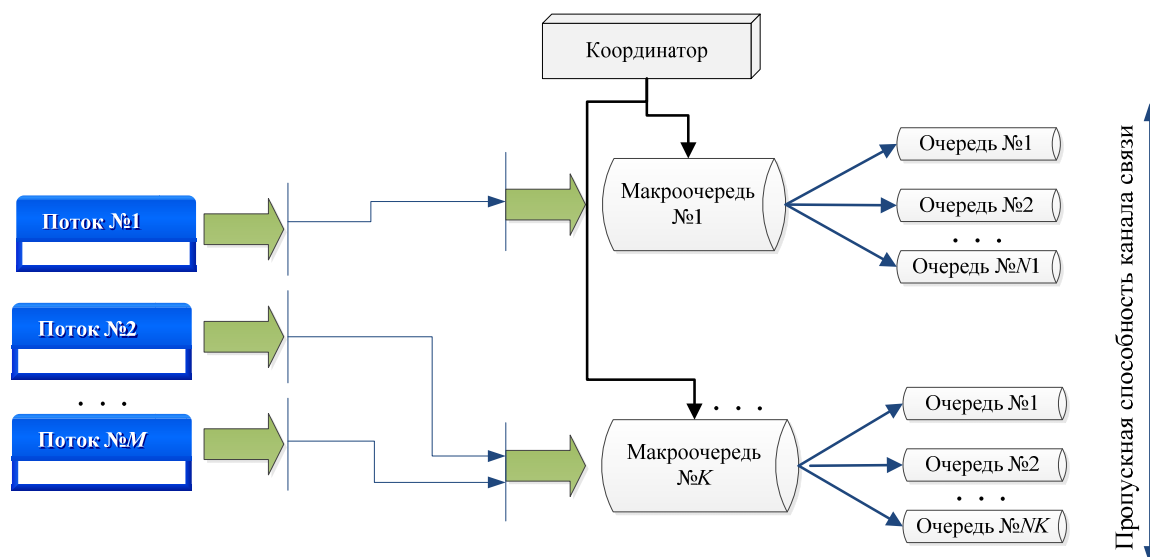 Координатор
Поток №1
Поток №2
. . .
Поток №M
Макроочередь
№1
. . .
Макроочередь
№K
Очередь №1
Очередь №2
. . .
Очередь №N1
Очередь №1
Очередь №2
. . .
Очередь №NK
Пропускная способность канала связи